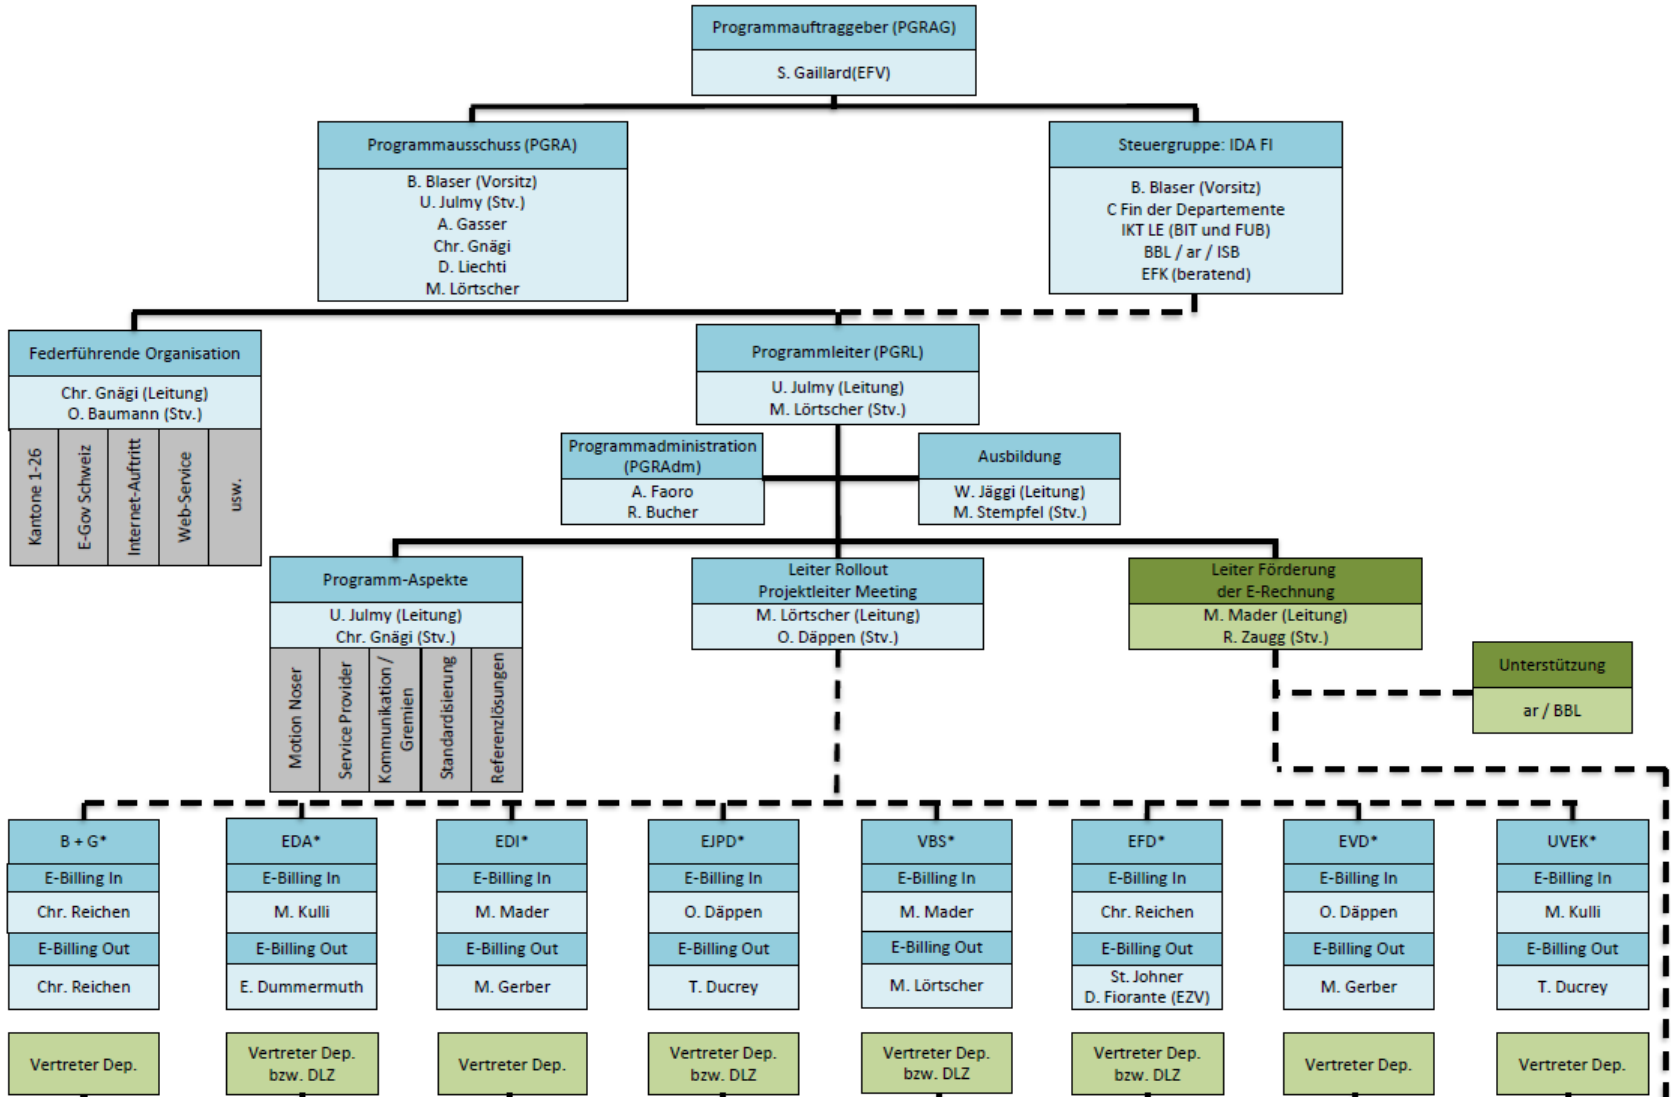 Programmauftraggeber (PGRAG)
S. Gaillard(EFV)
Programmausschuss (PGRA)
B. Blaser (Vorsitz)
U. Julmy (Stv.)
A. Gasser
Chr. Gnägi
D. Liechti
M. Lörtscher
Steuergruppe: IDA FI
B. Blaser (Vorsitz)
C Fin der Departemente
IKT LE (BIT und FUB)
BBL / ar / ISB
EFK (beratend)
Federführende Organisation
Chr. Gnägi (Leitung)
O. Baumann (Stv.)
Kantone 1-26
E-Gov Schweiz
Internet-Auftritt
Web-Service
usw.
Programmleiter (PGRL)
U. Julmy (Leitung)
M. Lörtscher (Stv.)
Programmadministration
(PGRAdm)
A. Faoro
R. Bucher
Ausbildung
W. Jäggi (Leitung)
M. Stempfel (Stv.)
Programm-Aspekte
U. Julmy (Leitung)
Chr. Gnägi (Stv.)
Motion Noser
Service Provider
Kommunikation /
Gremien
Standardisierung
Referenzlösungen
Leiter Rollout
Projektleiter Meeting
M. Lörtscher (Leitung)
O. Däppen (Stv.)
Leiter Förderung
der E-Rechnung
M. Mader (Leitung)
R. Zaugg (Stv.)
Unterstützung
ar / BBL
B + G*
E-Billing In
Chr. Reichen
E-Billing Out
Chr. Reichen
Vertreter Dep.
EDA*
E-Billing In
M. Kulli
E-Billing Out
E. Dummermuth
Vertreter Dep.
bzw. DLZ
EDI*
E-Billing In
M. Mader
E-Billing Out
M. Gerber
Vertreter Dep.
EJPD*
E-Billing In
O. Däppen
E-Billing Out
T. Ducrey
Vertreter Dep.
bzw. DLZ
VBS*
E-Billing In
M. Mader
E-Billing Out
M. Lörtscher
Vertreter Dep.
bzw. DLZ
EFD*
E-Billing In
Chr. Reichen
E-Billing Out
St. Johner
D. Fiorante (EZV)
Vertreter Dep.
bzw. DLZ
EVD*
E-Billing In
O. Däppen
E-Billing Out
M. Gerber
Vertreter Dep.
UVEK*
E-Billing In
M. Kulli
E-Billing Out
T. Ducrey
Vertreter Dep.